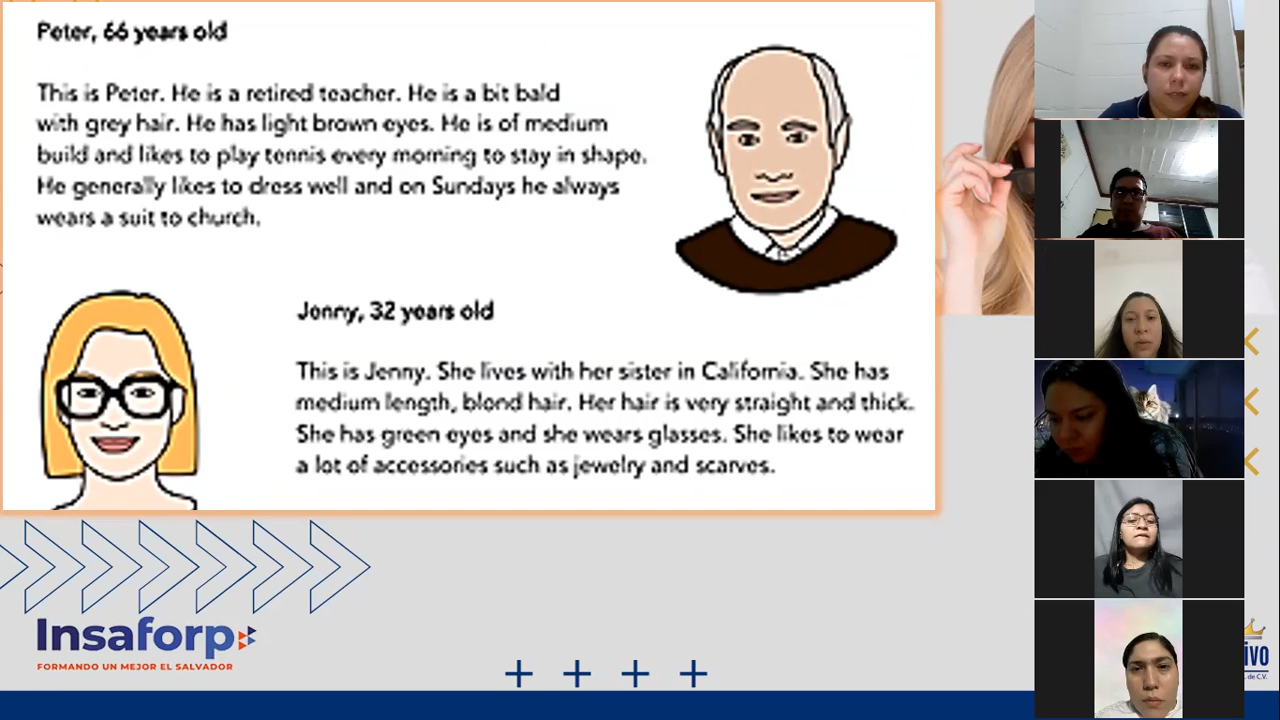 Peter, 66 years old
This is Peter. He is a retired teacher. He is a bit bald
with grey hair. He has light brown eyes. He is of medium
build and likes to play tennis every morning to stay in shape.
He generally likes to dress well and on Sundays he always
wears a suit to church.
Jenny, 32 years old
This is Jenny. She lives with her sister in California. She has
medium length, blond hair. Her hair is very straight and thick.
She has green eyes and she wears glasses. She likes to wear
a lot of accessories such as jewelry and scarves.
Insaforp
FORMANDO UN MEJOR EL SALVADOR
ivo
de C.V.